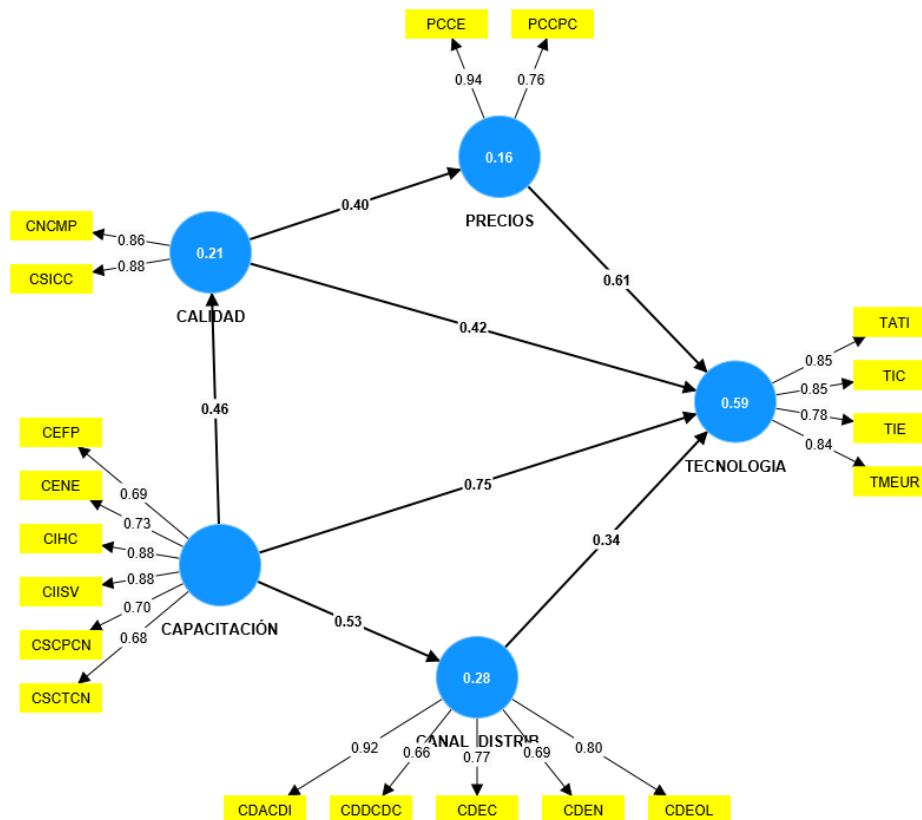 PCCE
PCCPC
0.94
0.76
0.16
PRECIOS
0.40
CNCMP
0.86
CSICC
0.88
0.21
CALIDAD
0.61
0.42
TATI
0.85
TIC
0.85
TIE
0.78
TMEUR
0.84
0.59
TECNOLOGIA
0.46
CEFP
0.69
CENE
0.73
CIHC
0.88
CIISV
0.88
CSCPCN
0.70
CSCTCN
0.68
CAPACITACIÓN
0.75
0.34
0.53
0.28
CANAL DISTRIB
0.92
0.66
0.77
0.69
0.80
CDACDI
CDDCDC
CDEC
CDEN
CDEOL